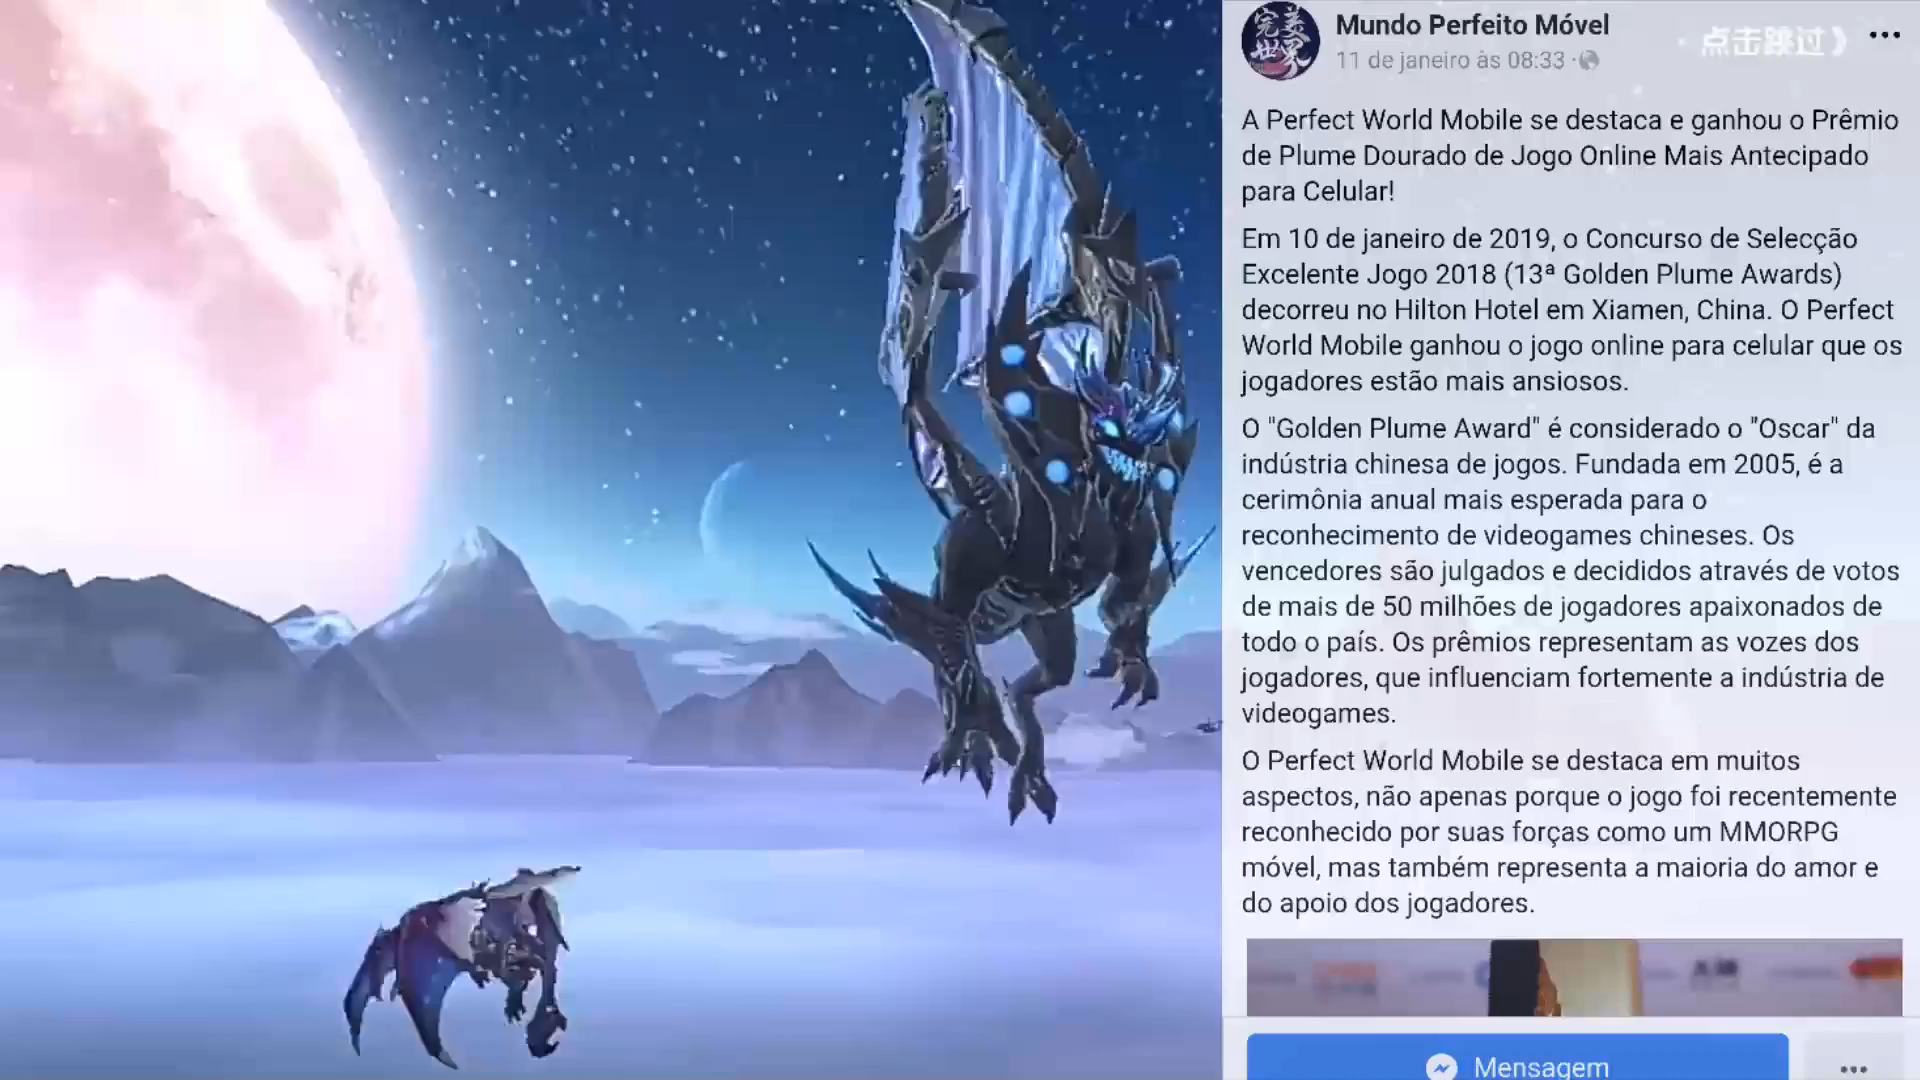 完美
世界
Mundo Perfeito Móvel
点击跳过》
11 de janeiro às 08:33 ·
A Perfect World Mobile se destaca e ganhou o Prêmio
de Plume Dourado de Jogo Online Mais Antecipado
para Celular!
Em 10 de janeiro de 2019, o Concurso de Selecção
Excelente Jogo 2018 (13ª Golden Plume Awards)
decorreu no Hilton Hotel em Xiamen, China. O Perfect
World Mobile ganhou o jogo online para celular que os
jogadores estão mais ansiosos.
O "Golden Plume Award" é considerado o "Oscar" da
indústria chinesa de jogos. Fundada em 2005, é a
cerimônia anual mais esperada para o
reconhecimento de videogames chineses. Os
vencedores são julgados e decididos através de votos
de mais de 50 milhões de jogadores apaixonados de
todo o país. Os prêmios representam as vozes dos
jogadores, que influenciam fortemente a indústria de
videogames.
O Perfect World Mobile se destaca em muitos
aspectos, não apenas porque o jogo foi recentemente
reconhecido por suas forças como um MMORPG
móvel, mas também representa a maioria do amor e
do apoio dos jogadores.
Mensagem